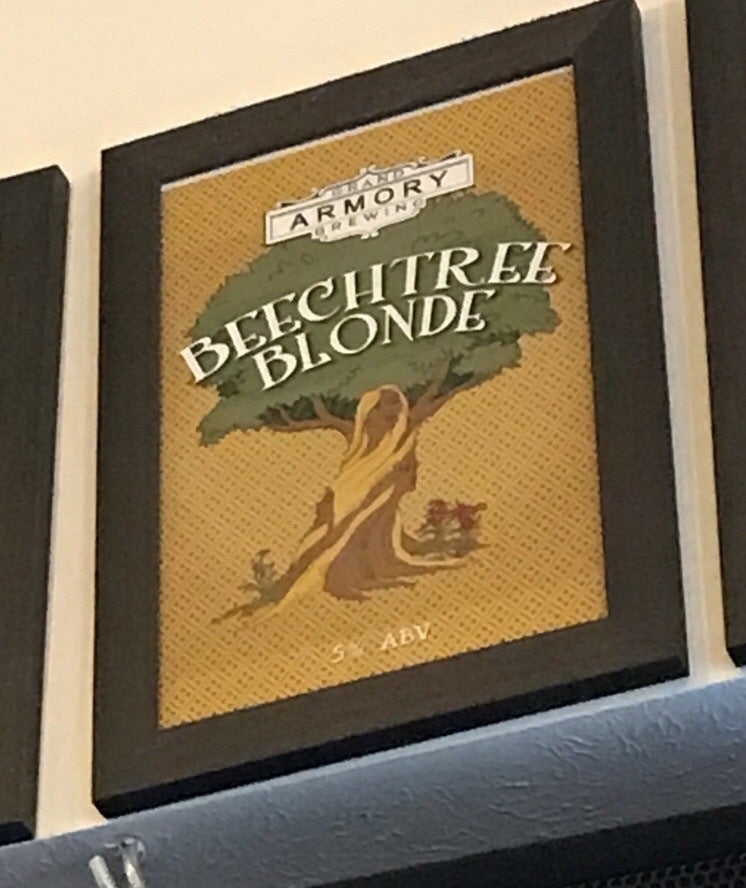 GRAND
ARMORY
BREWING
BEECHTREE
BLONDE
5% ABV